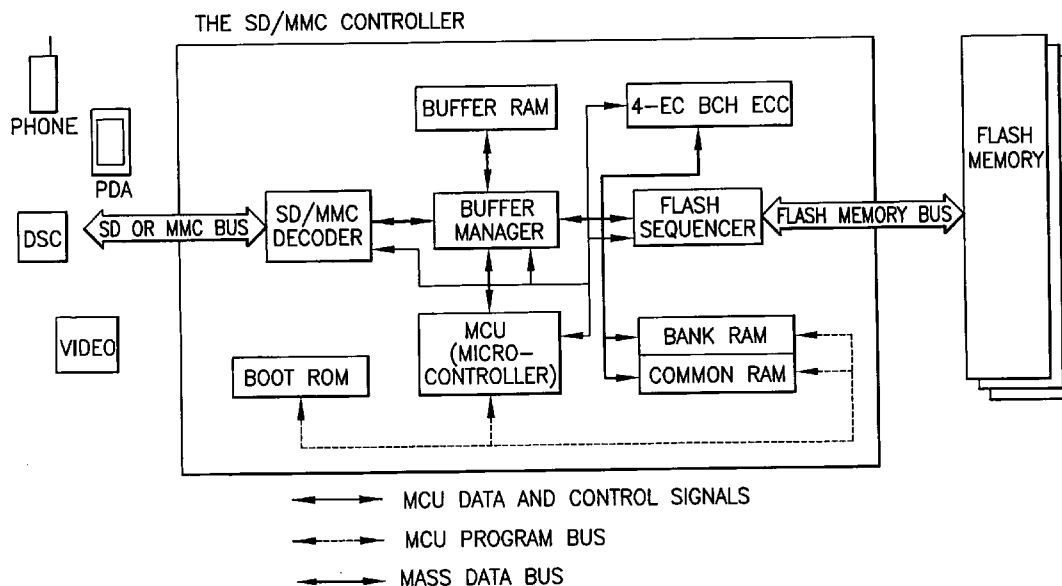 THE SD/MMC CONTROLLER
PHONE
PDA
DSC
VIDEO
SD OR MMC BUS
SD/MMC
DECODER
BUFFER RAM
BUFFER
MANAGER
MCU
(MICRO-
CONTROLLER)
BOOT ROM
4-EC BCH ECC
FLASH
SEQUENCER
BANK RAM
COMMON RAM
FLASH MEMORY BUS
FLASH
MEMORY
MCU DATA AND CONTROL SIGNALS
MCU PROGRAM BUS
MASS DATA BUS